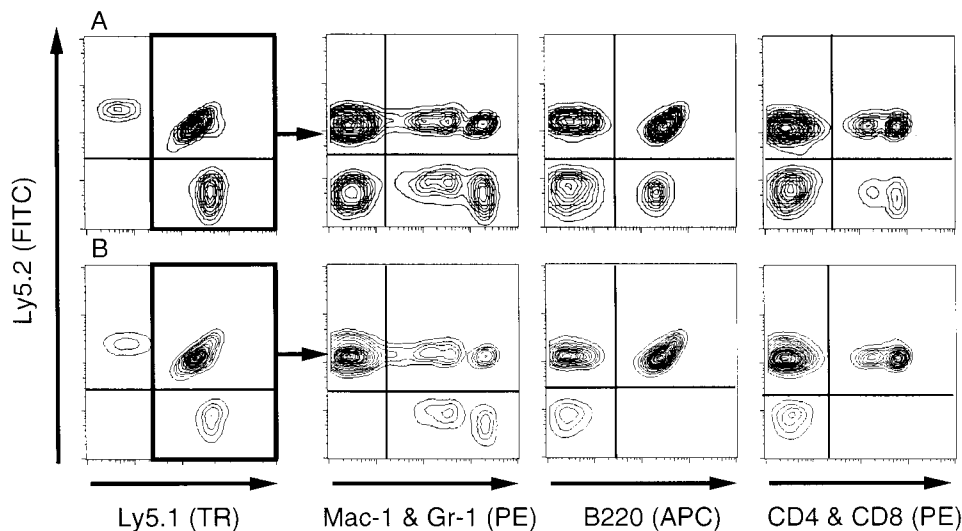 A
B
Ly5.2 (FITC)
Ly5.1 (TR)
Mac-1 & Gr-1 (PE)
B220 (APC)
CD4 & CD8 (PE)